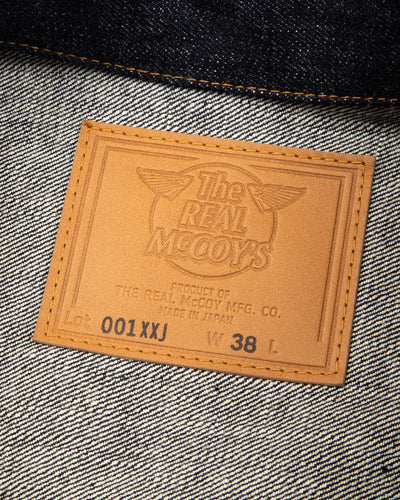 The
REAL
McCOY'S
PRODUCT OF
THE REAL McCOY MFG. CO.
MADE IN JAPAN
Lot 001XXJ W 38 L